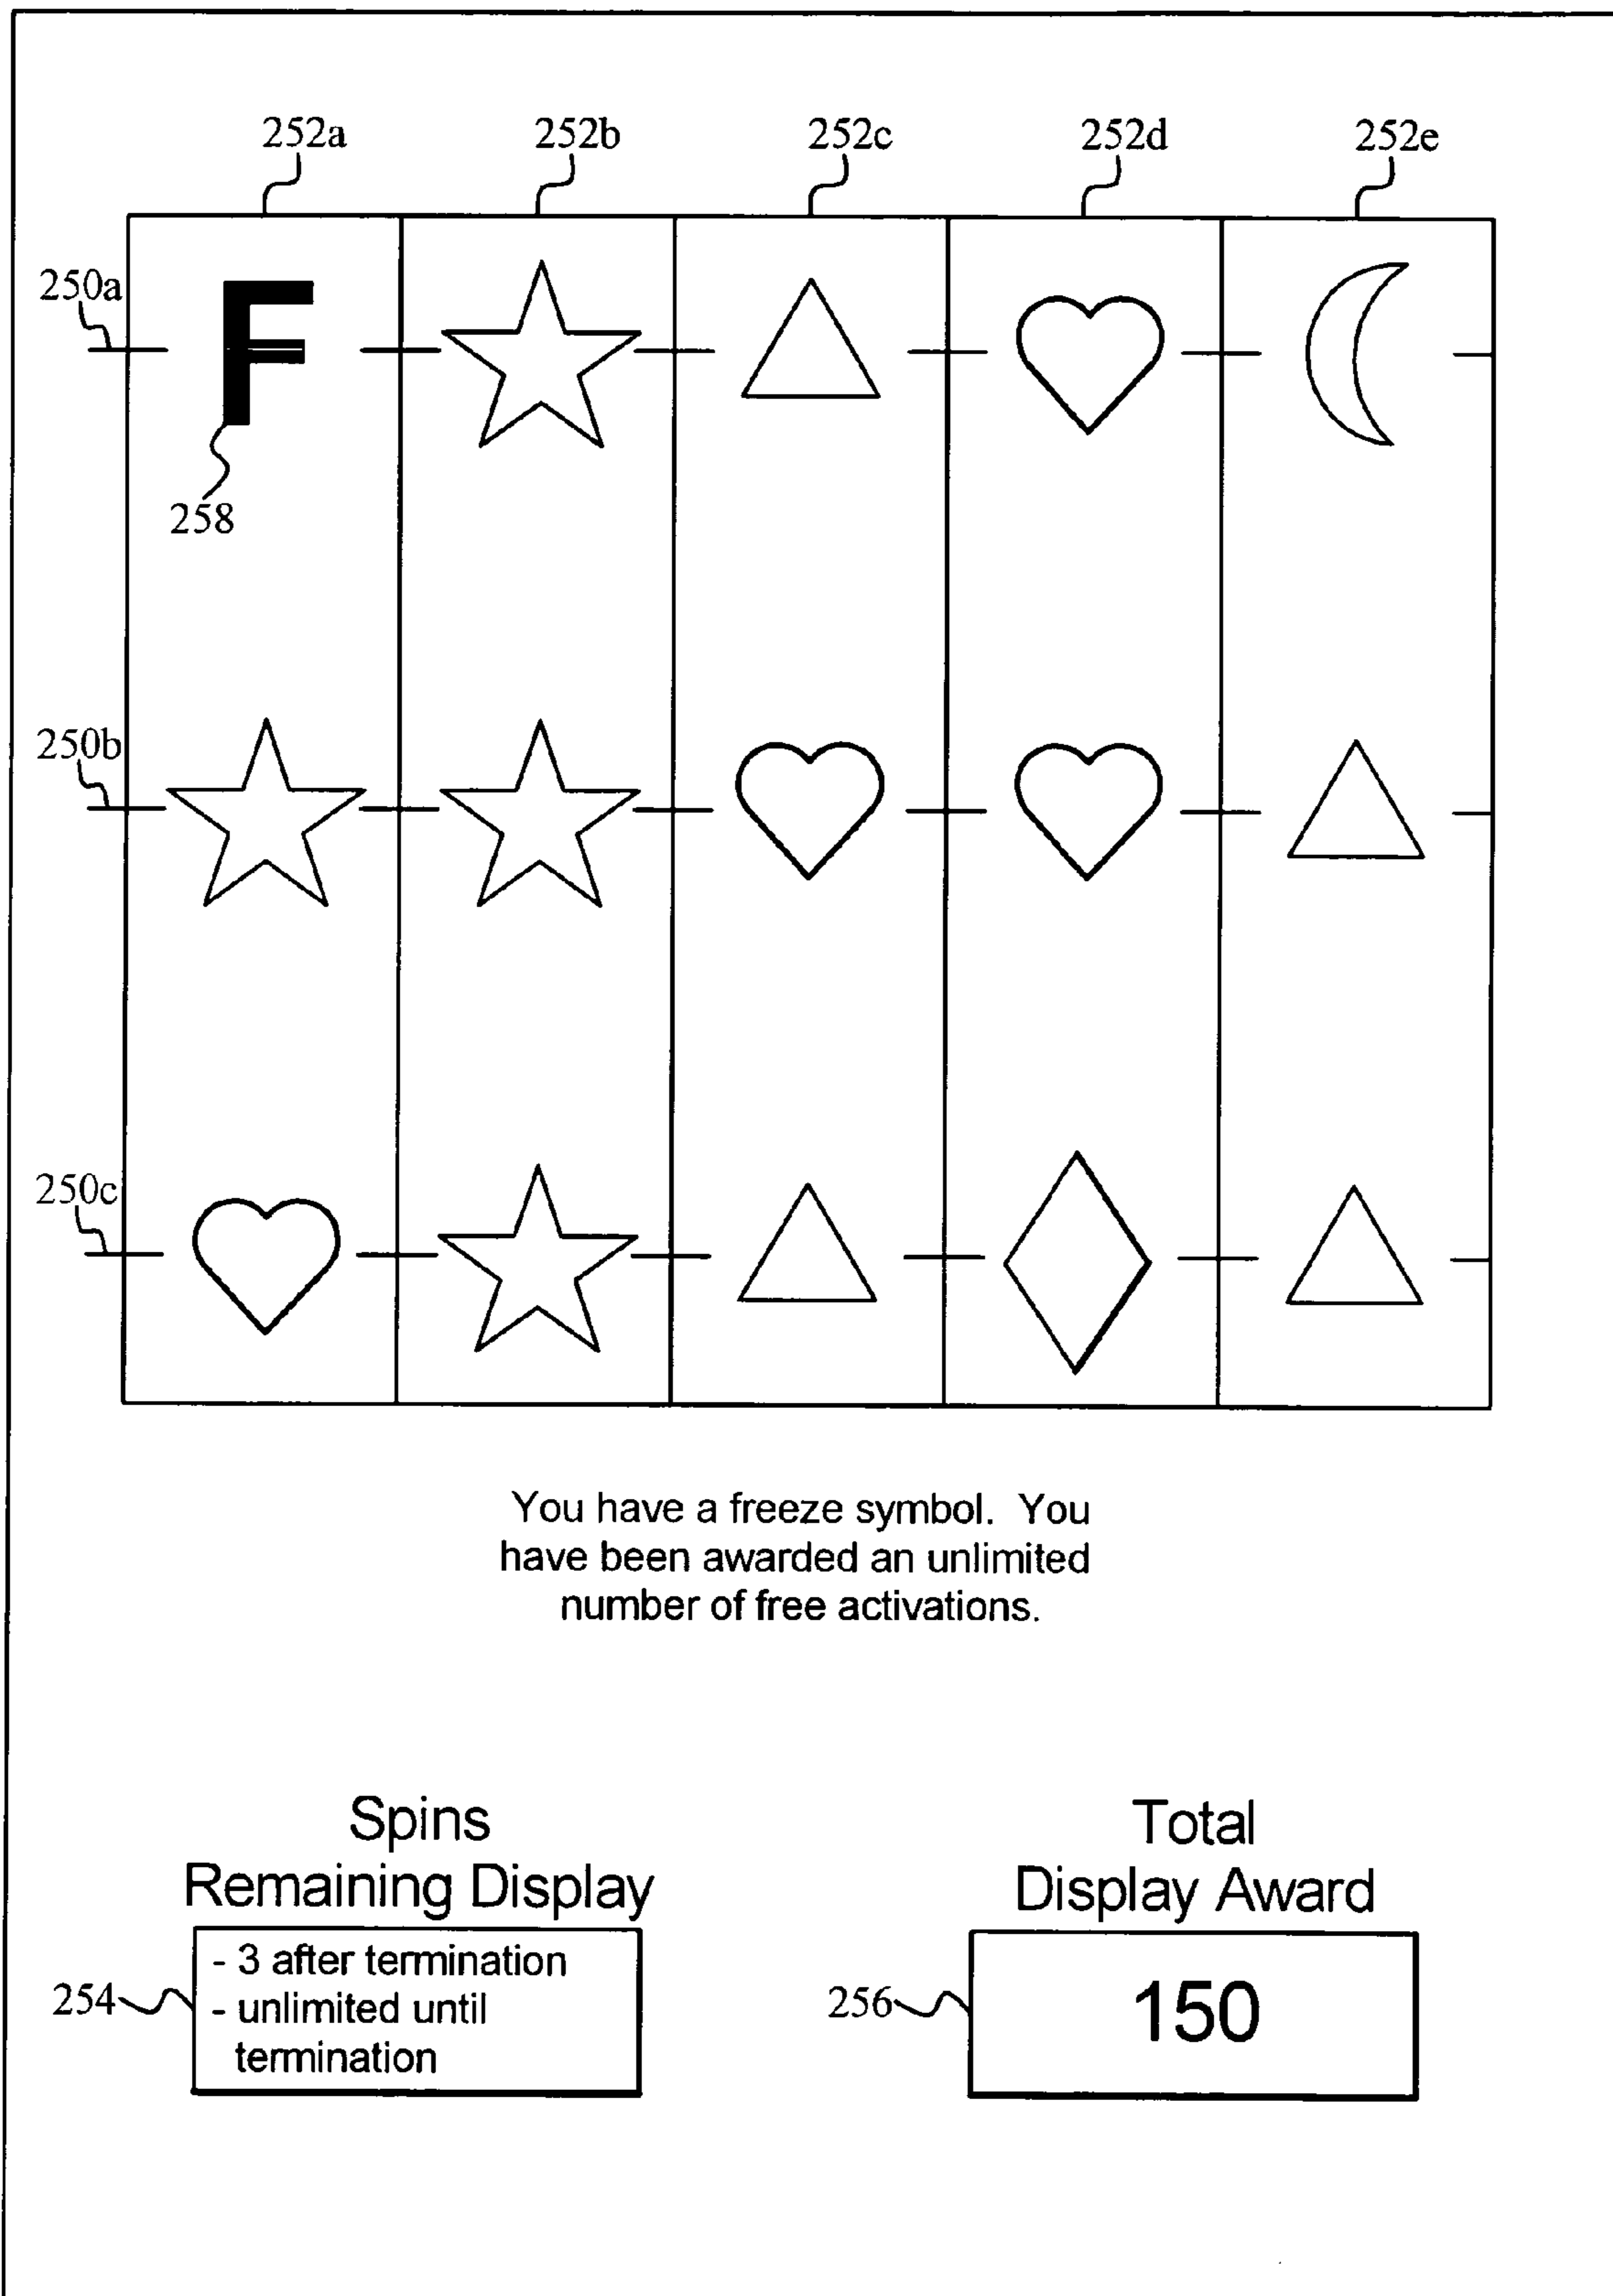 252a 252b 252c 252d 252e
250a
F
258
250b
250c
You have a freeze symbol. You
have been awarded an unlimited
number of free activations.
Spins
Remaining Display
- 3 after termination
- unlimited until
termination
254
Total
Display Award
256
150